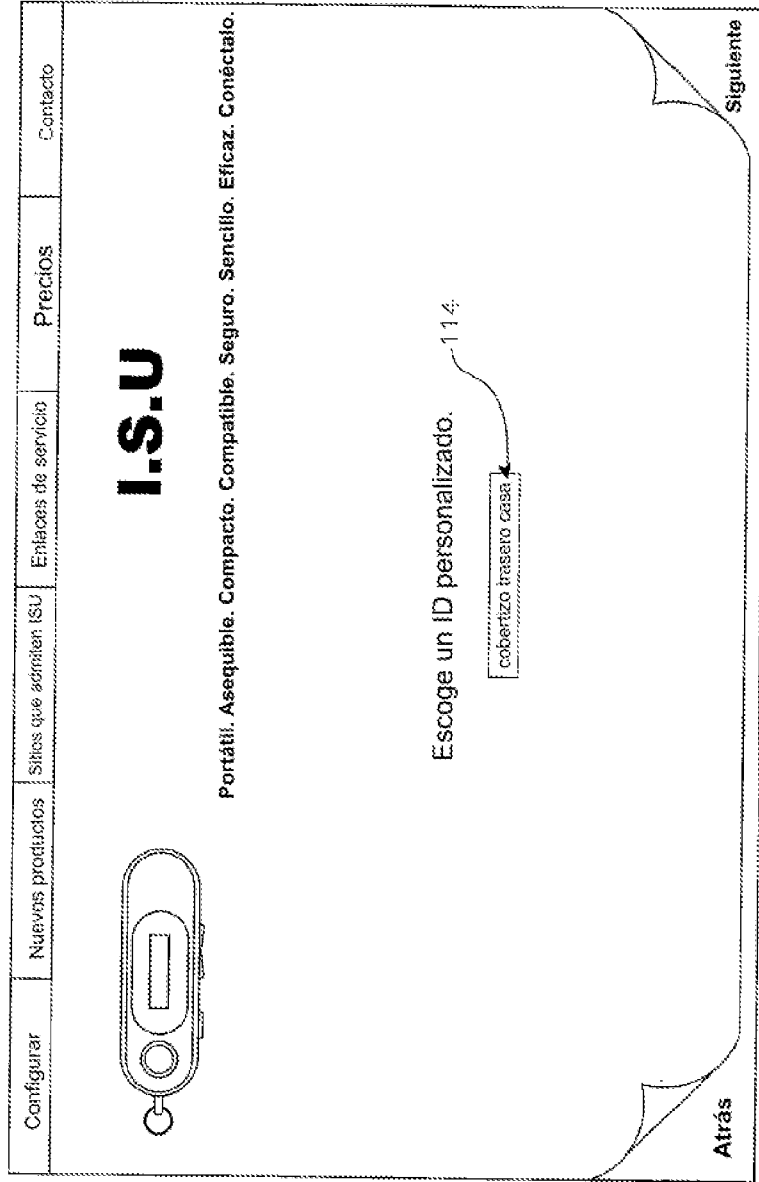 Configurar
Nuevos productos
Sitios que admiten ISU
Enlaces de servicio
Precios
Contacto
I.S.U
Portátil. Asequible. Compacto. Compatible. Seguro. Sencillo. Eficaz. Conéctalo.
Escoge un ID personalizado.
114
cobertizo trasero casa
Atrás
Siguiente